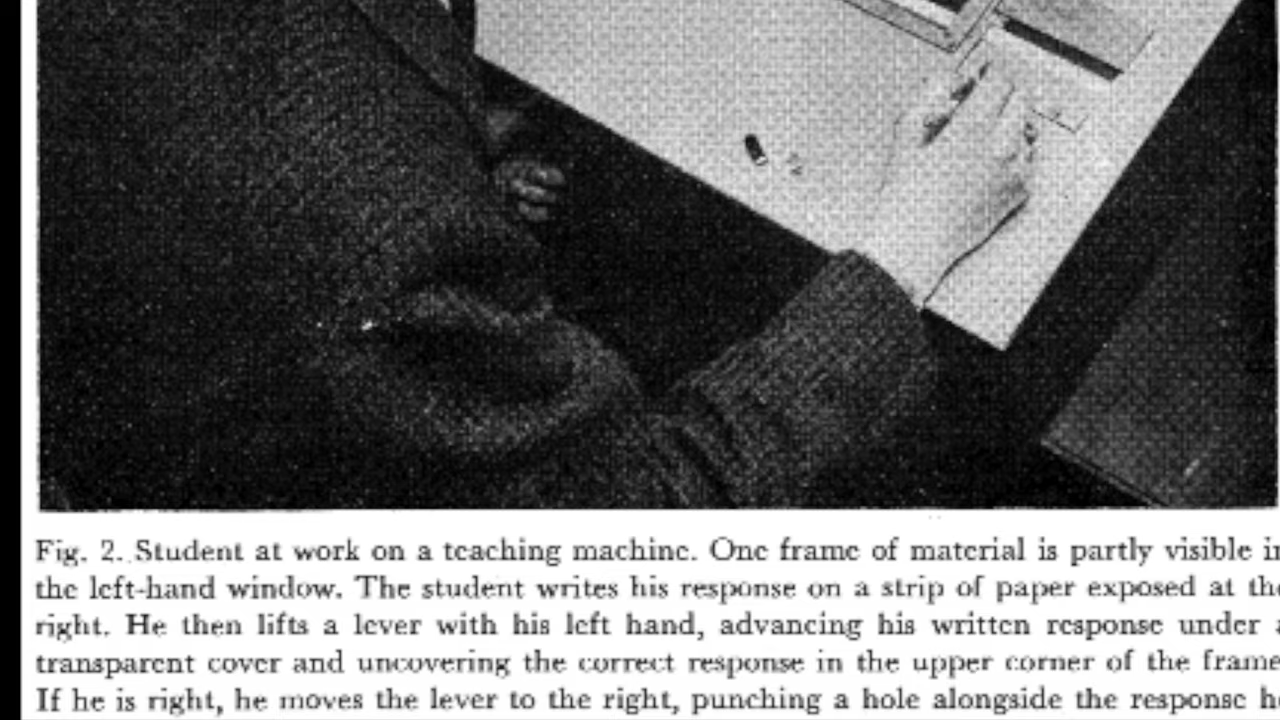 Fig. 2. Student at work on a teaching machine. One frame of material is partly visible in
the left-hand window. The student writes his response on a strip of paper exposed at the
right. He then lifts a lever with his left hand, advancing his written response under a
transparent cover and uncovering the correct response in the upper corner of the frame
If he is right, he moves the lever to the right, punching a hole alongside the response he